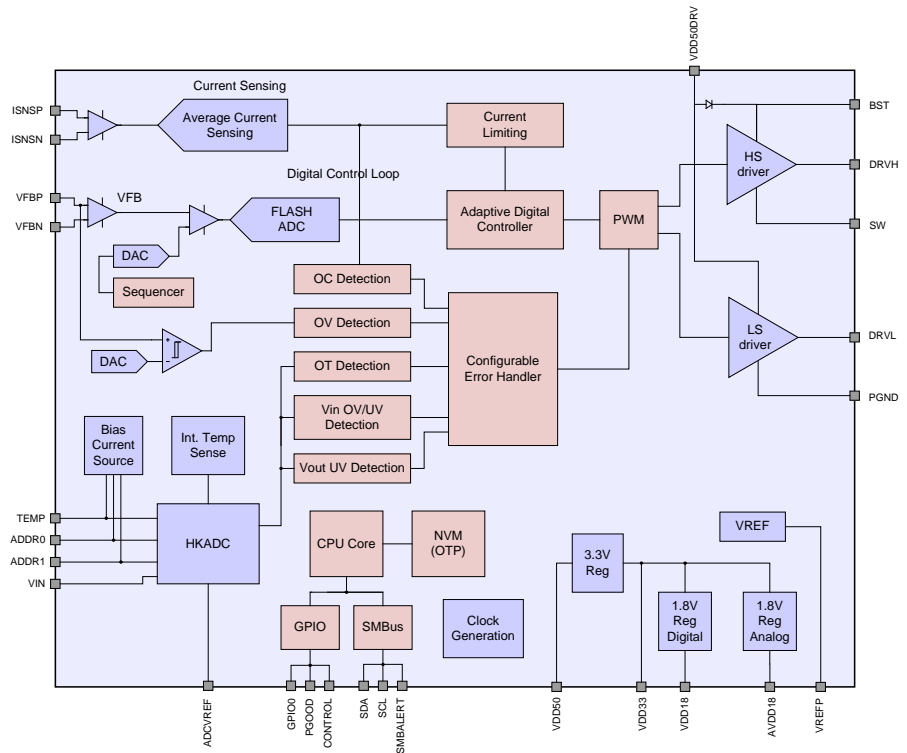 VDD50DRV
Current Sensing
ISNSP
ISNSN
Average Current
Sensing
Current
Limiting
BST
HS
driver
DRVH
Digital Control Loop
VFBP
VFBN
VFB
FLASH
ADC
Adaptive Digital
Controller
PWM
SW
DAC
Sequencer
OC Detection
OV Detection
DAC
OT Detection
Configurable
Error Handler
LS
driver
DRVL
PGND
Vin OV/UV
Detection
Vout UV Detection
Bias
Current
Source
Int. Temp
Sense
TEMP
ADDR0
ADDR1
VIN
HKADC
CPU Core
NVM
(OTP)
VREF
3.3V
Reg
GPIO
SMBus
Clock
Generation
1.8V
Reg
Digital
1.8V
Reg
Analog
ADCVREF
GPIO0
PGOOD
CONTROL
SDA
SCL
SMBALERT
VDD50
VDD33
VDD18
AVDD18
VREFP